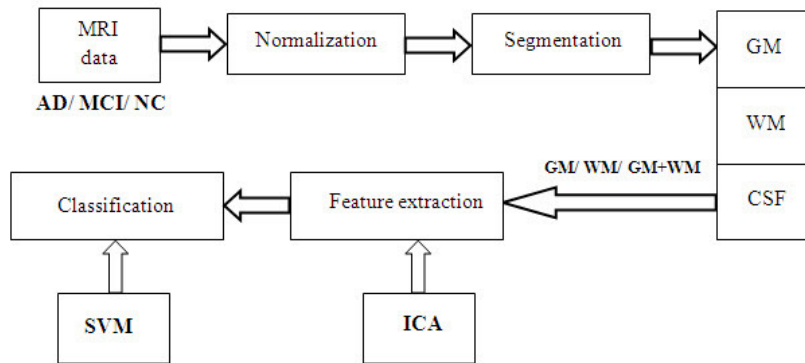 MRI
data
Normalization
Segmentation
GM
AD/ MCI/ NC
WM
GM/ WM/ GM+WM
Classification
Feature extraction
CSF
SVM
ICA